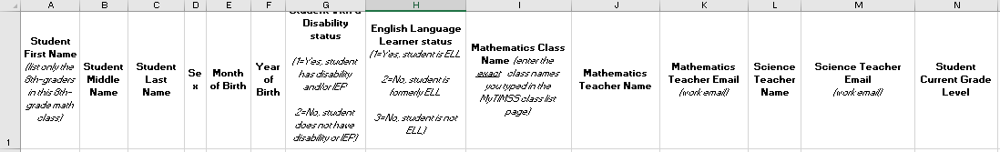 A B C D E F G H I J K L M N
1
Student
First Name
(list only the
8th-graders
in this 8th-
grade math
class)
Student
Middle
Name
Student
Last
Name
Se
x
Month
of Birth
Year
of
Birth
Disability
status
(1=Yes, student
has disability
and/or IEP
2=No, student
does not have
disability or IEP)
English Language
Learner status
(1=Yes, student is ELL
2=No, student is
formerly ELL
3=No, student is not
ELL)
Mathematics Class
Name (enter the
exact class names
you typed in the
MyTIMSS class list
page)
Mathematics
Teacher Name
Mathematics
Teacher Email
(work email)
Science
Teacher
Name
Science Teacher
Email
(work email)
Student
Current Grade
Level